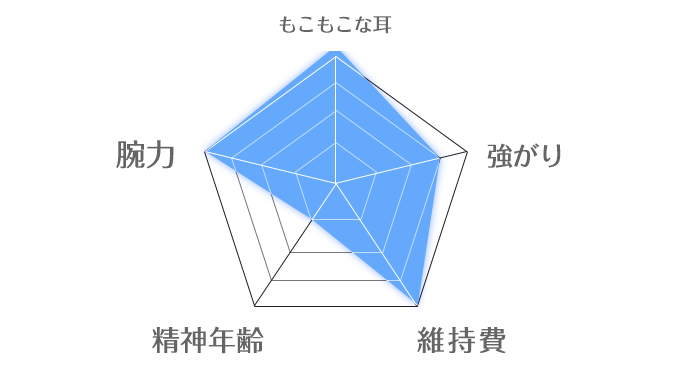 もこもこな耳
腕力
強がり
精神年齢
維持費